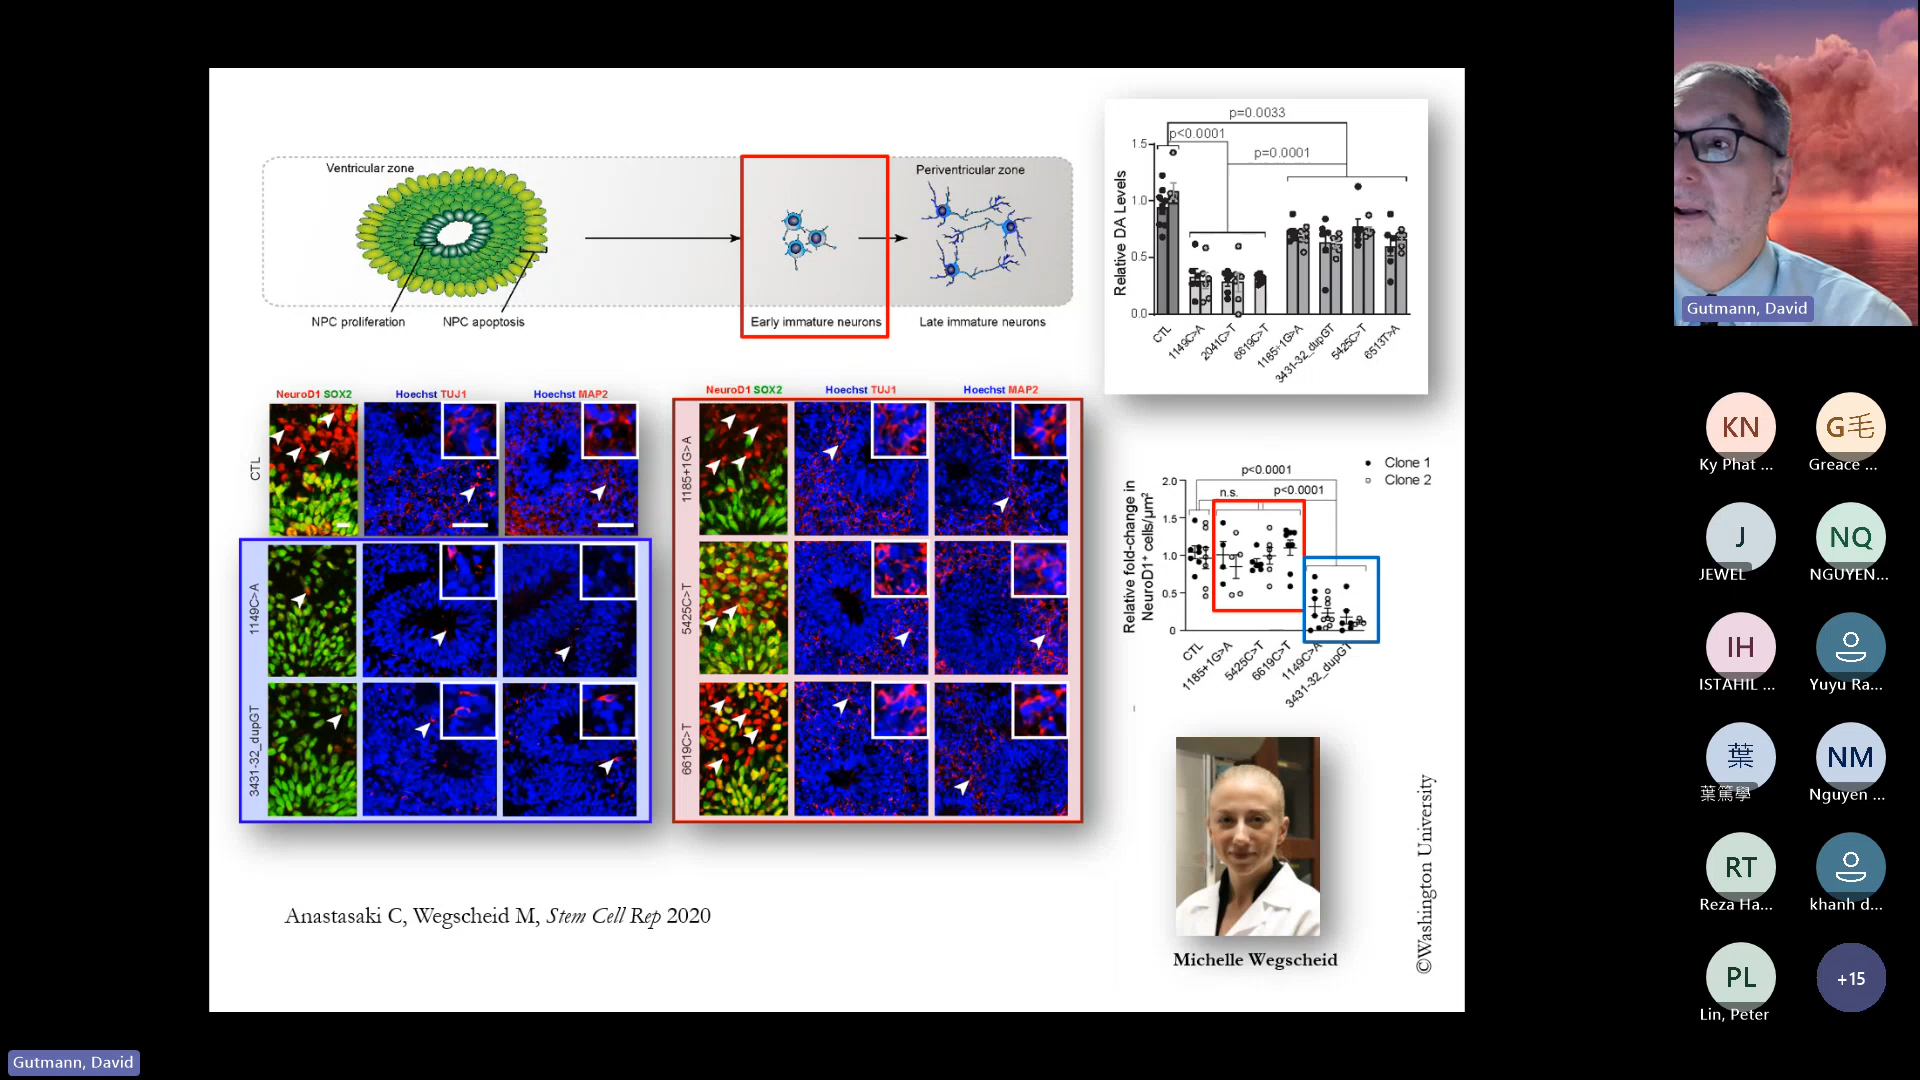 Ventricular zone
Periventricular zone
NPC proliferation
NPC apoptosis
Early immature neurons
Late immature neurons
p=0.0033
p<0.0001
p=0.0001
Relative DA Levels
1.5
1.0
0.5
0.0
CTL
1149C>A
2041C>T
6619C>T
1185+1G>A
3431-32_dupGT
5425C>T
6513T>A
NeuroD1 SOX2
Hoechst TUJ1
Hoechst MAP2
CTL
1149C>A
3431-32_dupGT
NeuroD1 SOX2
Hoechst TUJ1
Hoechst MAP2
1185+1G>A
5425C>T
6619C>T
Relative fold-change in
NeuroD1+ cells/µm²
p<0.0001
n.s.
p<0.0001
Clone 1
Clone 2
2.0
1.5
1.0
0.5
0
CTL
1185+1G>A
5425C>T
6619C>T
1149C>A
3431-32_dupGT
Anastasaki C, Wegscheid M, Stem Cell Rep 2020
Michelle Wegscheid
©Washington University
Gutmann, David
KN
Ky Phat ...
G毛
Greace ...
J
JEWEL
NQ
NGUYEN...
IH
ISTAHIL ...
Yuyu Ra...
葉
葉篤學
NM
Nguyen ...
RT
Reza Ha...
khanh d...
PL
Lin, Peter
+15
Gutmann, David